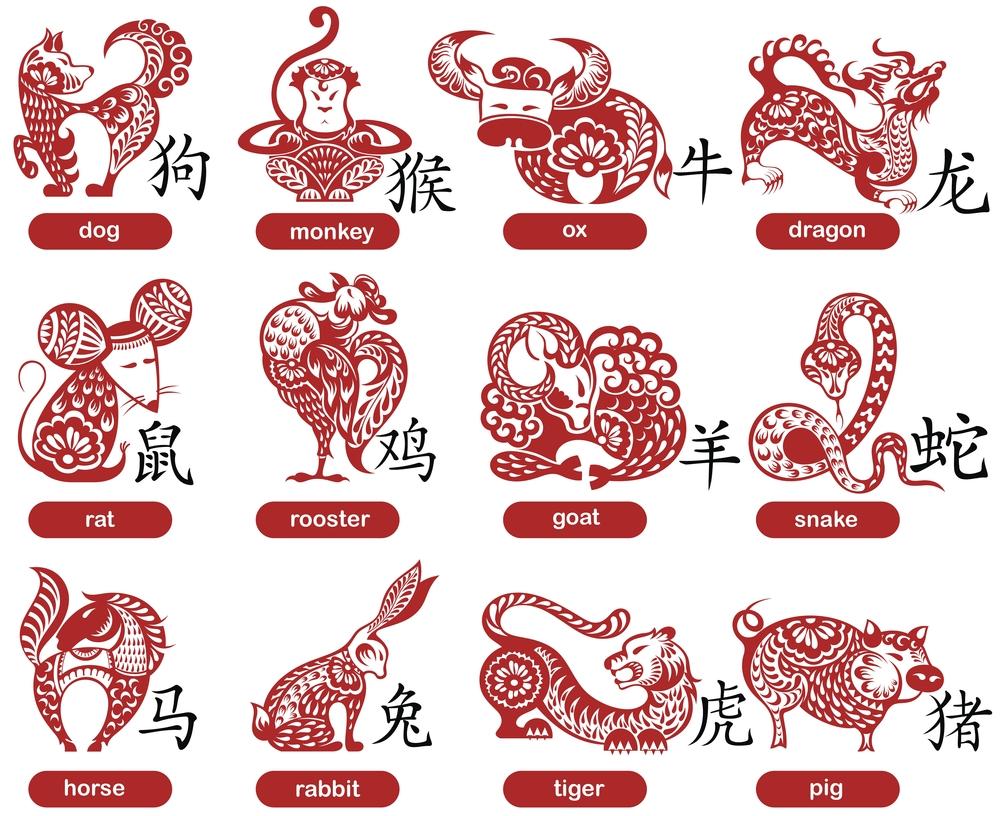 狗
dog
猴
monkey
牛
ox
龙
dragon
鼠
rat
鸡
rooster
羊
goat
蛇
snake
马
horse
兔
rabbit
虎
tiger
猪
pig